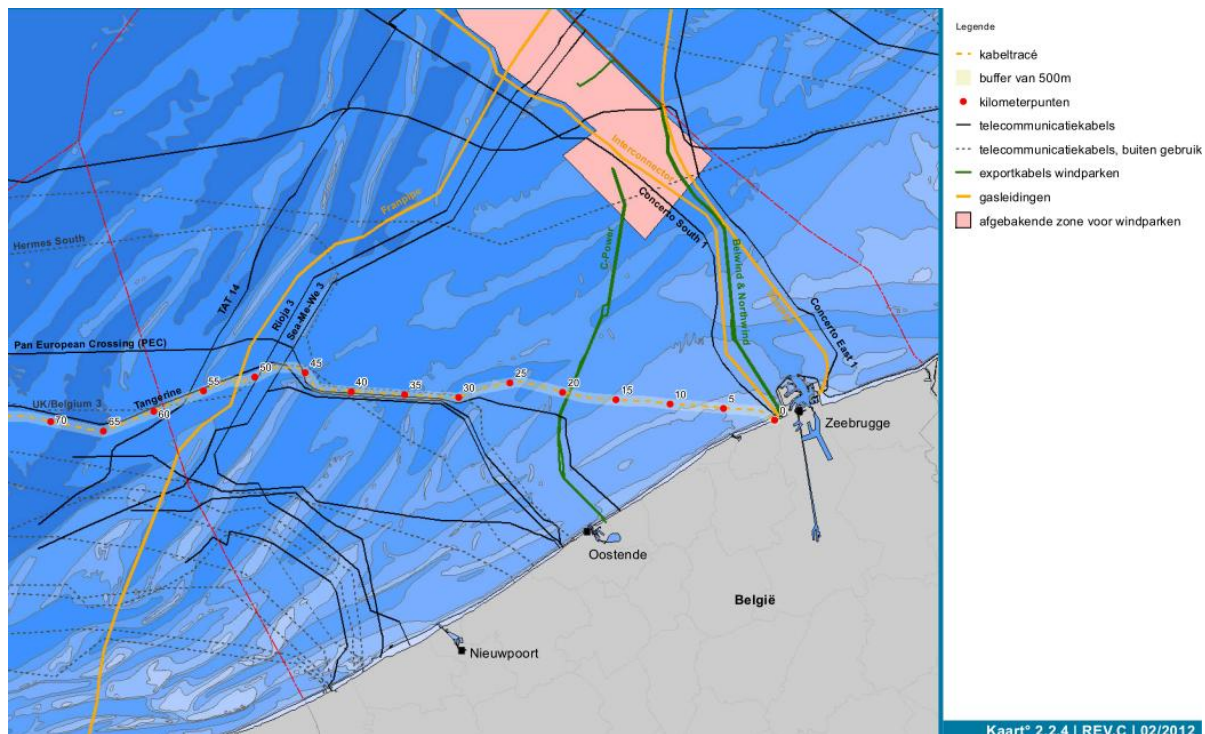 Legende
kabeltracé
buffer van 500m
kilometerpunten
telecommunicatiekabels
telecommunicatiekabels, buiten gebruik
exportkabels windparken
gasleidingen
afgebakende zone voor windparken
Interconnector
Franpipe
Concerto South 1
Hermes South
C-Power
Belwind & Northwind
TAT 14
Rioja 3
Sea-Me-We 3
Concerto East 1
Pan European Crossing (PEC)
Tangerine
UK/Belgium 3
70
65
60
55
50
45
40
35
30
25
20
15
10
5
0
Zeebrugge
Oostende
België
Nieuwpoort
Kaart° 2.2.4 | REV.C | 02/2012